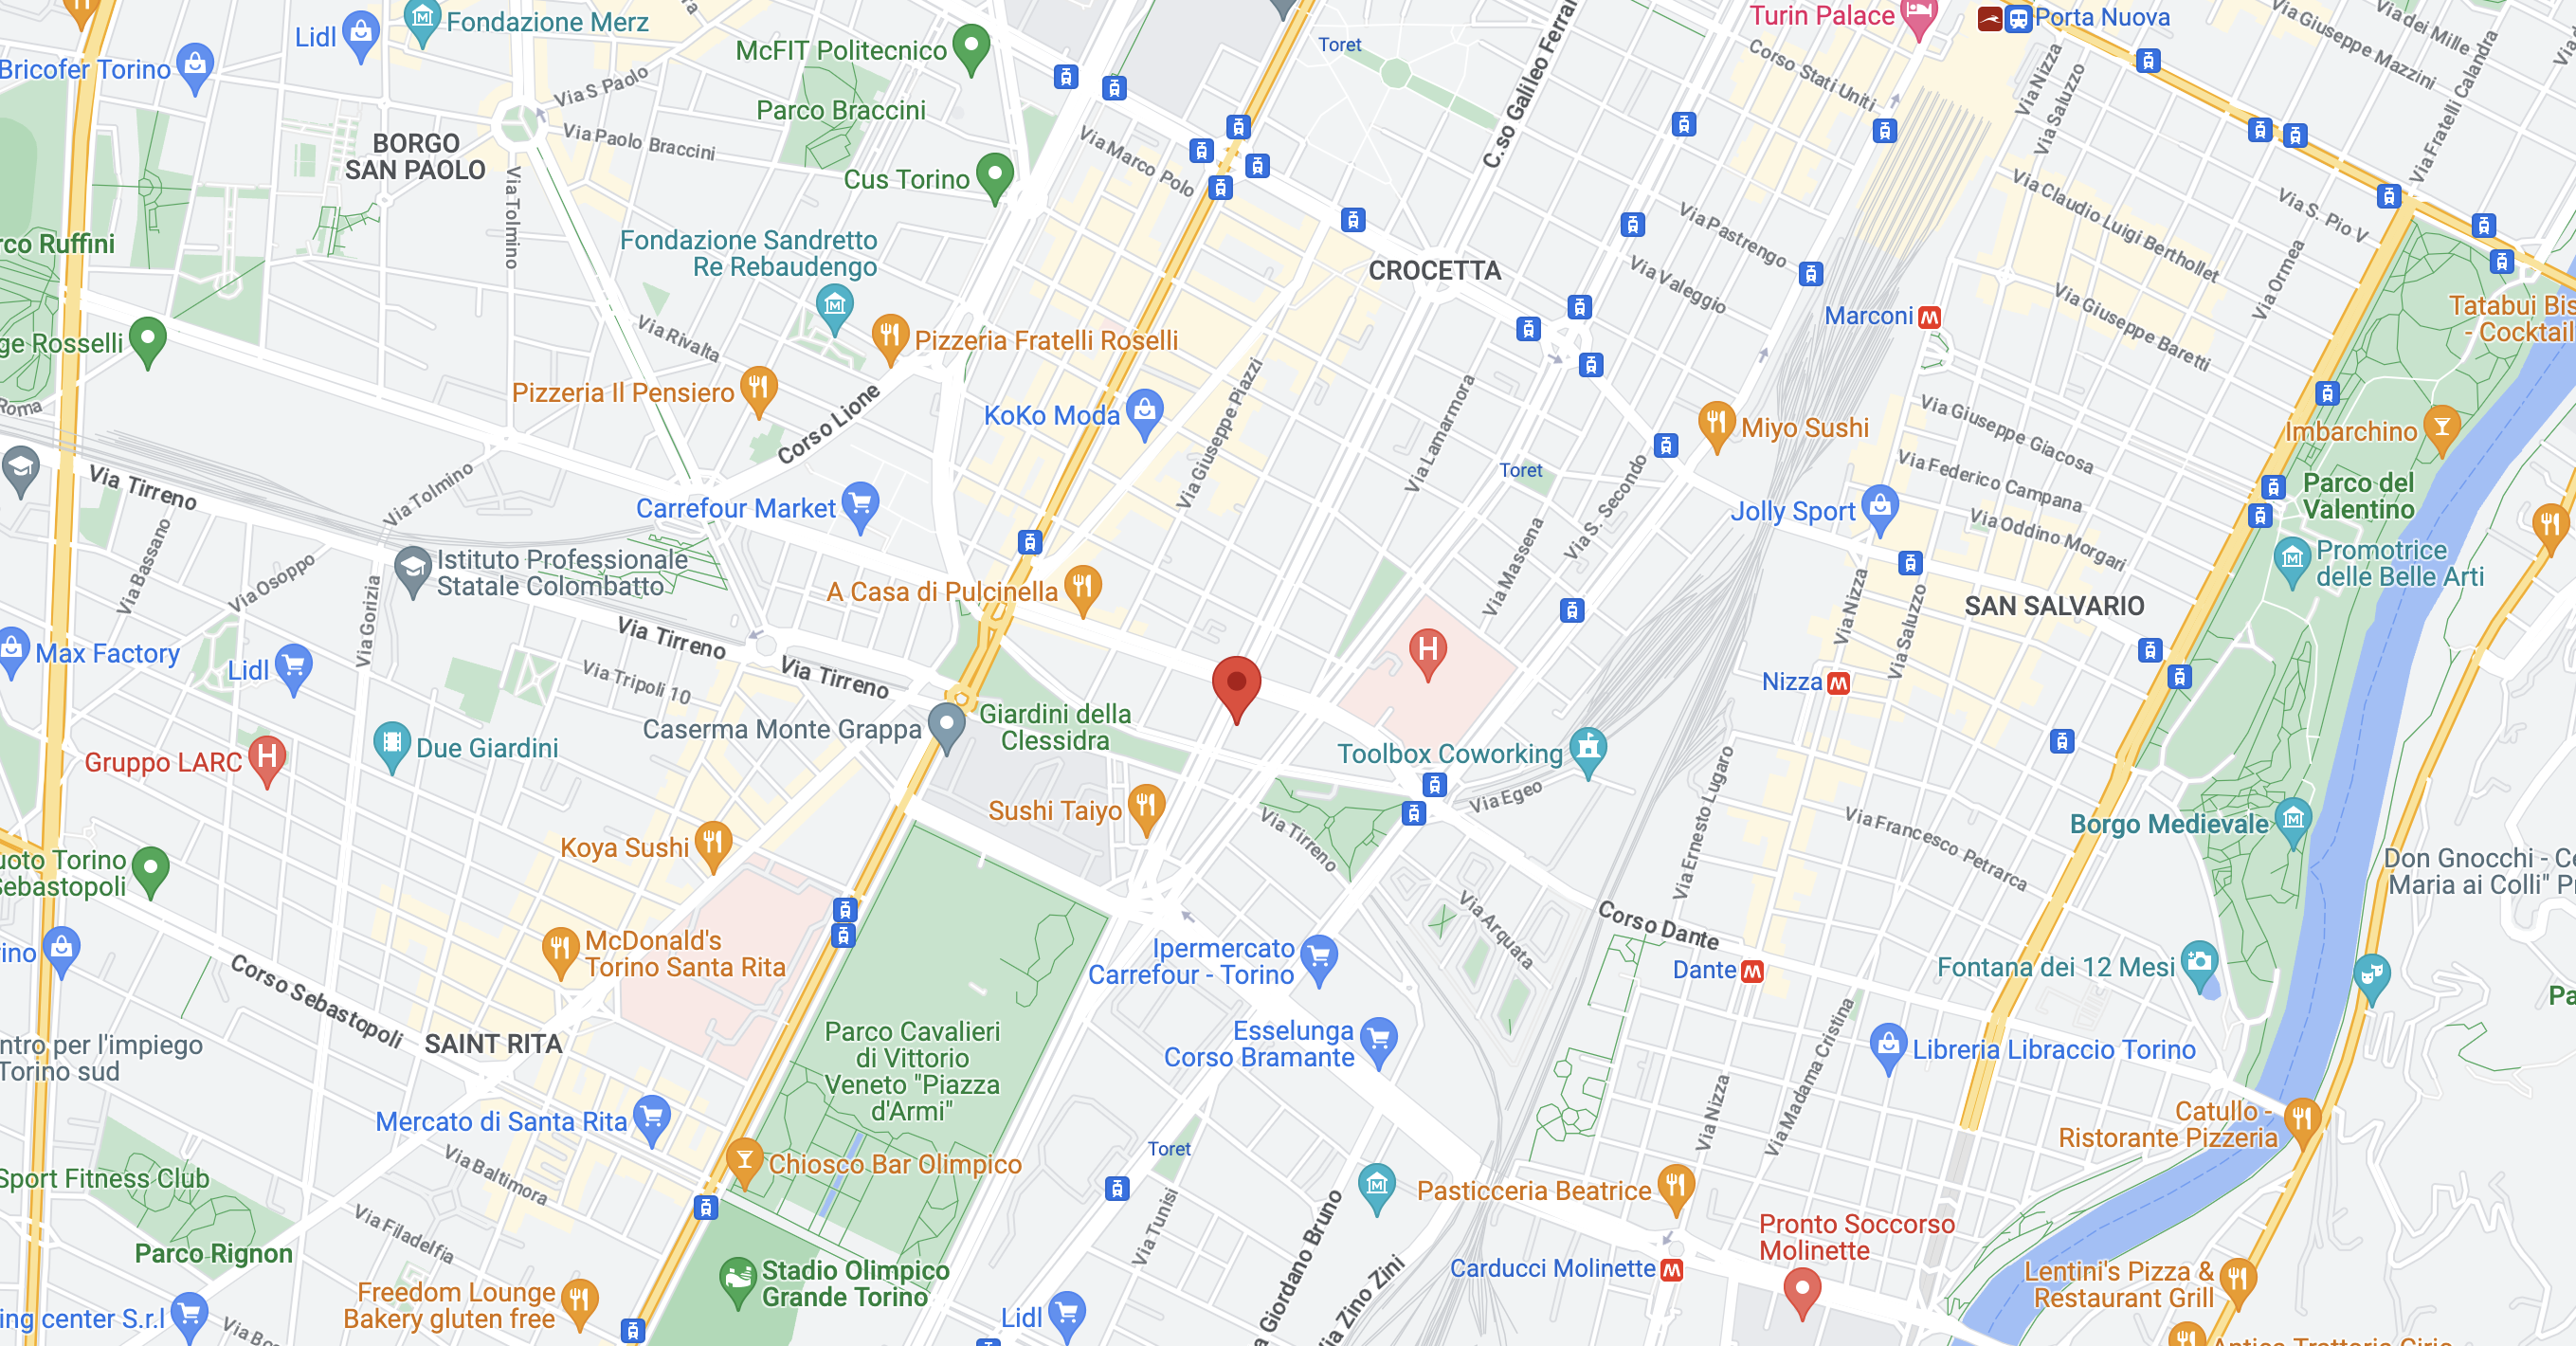 Turin Palace
Porta Nuova
Via Giuseppe Mazzini
Via dei Mille
Via Fratelli Calandra
Fondazione Merz
Lidl
McFIT Politecnico
Toret
C.so Galileo Ferrar
Corso Stati Uniti
Via Nizza
Via Saluzzo
Bricofer Torino
Via S Paolo
Parco Braccini
Via Paolo Braccini
BORGO
SAN PAOLO
Via Marco Polo
Cus Torino
Via Tolmino
Via Claudio Luigi Berthollet
Via S. Pio V
Via Ormea
rco Ruffini
Fondazione Sandretto
Re Rebaudengo
CROCETTA
Via Pastrengo
Via Valeggio
Via Giuseppe Baretti
Marconi
Tatabui Bis
- Cocktail
ge Rosselli
Via Rivalta
Pizzeria Fratelli Roselli
Pizzeria Il Pensiero
Corso Lione
KoKo Moda
Via Giuseppe Piazzi
Via Lamarmora
Miyo Sushi
Via Giuseppe Giacosa
Imbarchino
Roma
Via Tirreno
Via Tolmino
Toret
Via S. Secondo
Via Federico Campana
Parco del
Valentino
Carrefour Market
Jolly Sport
Via Oddino Morgari
Via Bassano
Via Osoppo
Istituto Professionale
Statale Colombatto
Via Massena
Promotrice
delle Belle Arti
A Casa di Pulcinella
Via Gorizia
Via Nizza
Via Saluzzo
SAN SALVARIO
Via Tirreno
Max Factory
Lidl
Via Tripoli 10
Via Tirreno
Nizza
Caserma Monte Grappa
Giardini della
Clessidra
Due Giardini
Gruppo LARC
Toolbox Coworking
Via Egeo
Via Ernesto Lugaro
Sushi Taiyo
Via Tirreno
Via Francesco Petrarca
Borgo Medievale
Koya Sushi
uoto Torino
Sebastopoli
Don Gnocchi - C
Maria ai Colli" P
Via Arquata
Corso Dante
McDonald's
Torino Santa Rita
rino
Ipermercato
Carrefour - Torino
Dante
Fontana dei 12 Mesi
Pa
Corso Sebastopoli
SAINT RITA
Parco Cavalieri
di Vittorio
Veneto "Piazza
d'Armi"
Esselunga
Corso Bramante
Via Madama Cristina
Libreria Libraccio Torino
ntro per l'impiego
Torino sud
Mercato di Santa Rita
Via Nizza
Catullo -
Ristorante Pizzeria
Toret
Via Baltimora
Chiosco Bar Olimpico
Sport Fitness Club
Via Tunisi
Pasticceria Beatrice
Via Filadelfia
Parco Rignon
a Giordano Bruno
Via Zino Zini
Pronto Soccorso
Molinette
Carducci Molinette
Stadio Olimpico
Grande Torino
Freedom Lounge
Bakery gluten free
Lentini's Pizza &
Restaurant Grill
ing center S.r.l
Via Bo
Lidl
Antica Trattoria Cirio